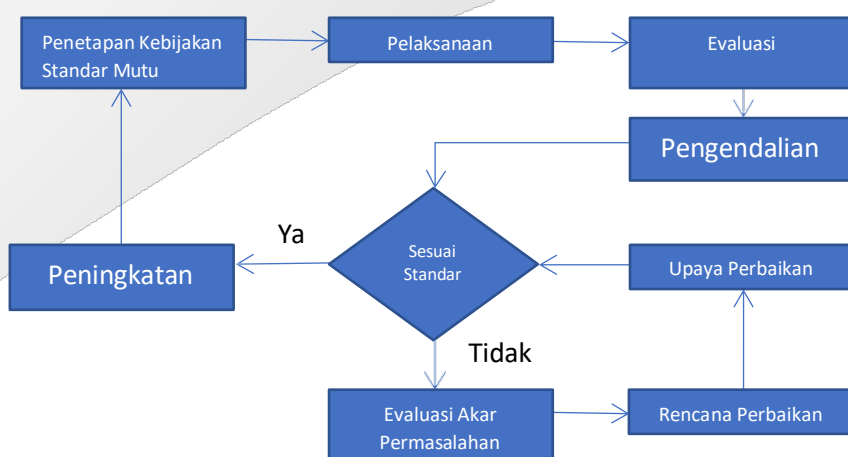 Penetapan Kebijakan
Standar Mutu
Pelaksanaan
Evaluasi
Pengendalian
Sesuai
Standar
Ya
Peningkatan
Upaya Perbaikan
Tidak
Evaluasi Akar
Permasalahan
Rencana Perbaikan